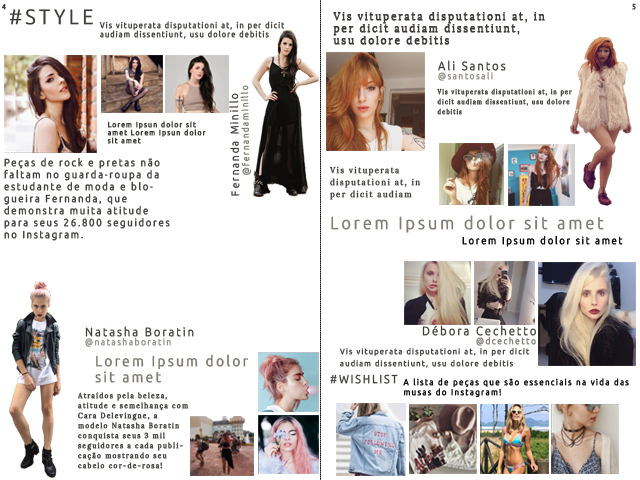 4
#STYLE
Vis vituperata disputationi at, in per dicit
audiam dissentiunt, usu dolore debitis
Lorem Ipsun dolor sit
amet Lorem Ipsun dolor
sit amet
Fernanda Minillo
@fernandaminillo
Peças de rock e pretas não
faltam no guarda-roupa da
estudante de moda e blo-
gueira Fernanda, que
demonstra muita atitude
para seus 26.800 seguidores
no Instagram.
Natasha Boratin
@natashaboratin
Lorem Ipsum dolor
sit amet
Atraídos pela beleza,
atitude e semelhança com
Cara Delevingne, a
modelo Natasha Boratin
conquista seus 3 mil
seguidores a cada publi-
cação mostrando seu
cabelo cor-de-rosa!
5
Vis vituperata disputationi at, in
per dicit audiam dissentiunt,
usu dolore debitis
Ali Santos
@santosali
Vis vituperata disputationi at, in per
dicit audiam dissentiunt, usu dolore
debitis
Vis vituperata
disputationi at, in
per dicit audiam
Lorem Ipsum dolor sit amet
Lorem Ipsum dolor sit amet
Débora Cechetto
@dcechetto
Vis vituperata disputationi at, in per dicit
audiam dissentiunt, usu dolore debitis
#WISHLIST
A lista de peças que são essenciais na vida das
musas do Instagram!
STOP
FOLLOWING
ME